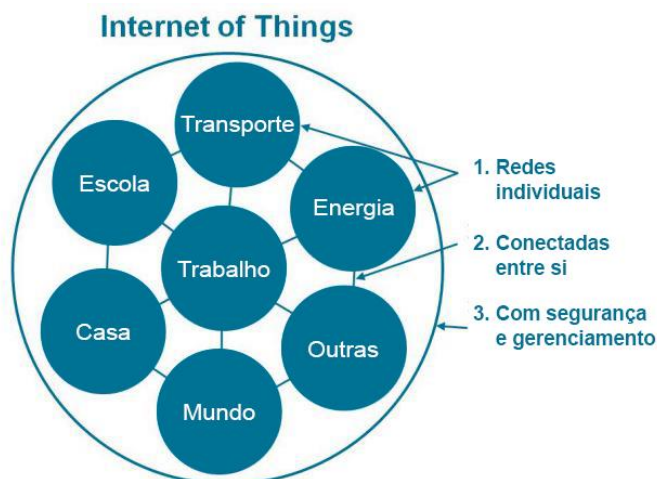 Internet of Things
Transporte
Escola
Energia
Trabalho
Casa
Outras
Mundo
1. Redes
individuais
2. Conectadas
entre si
3. Com segurança
e gerenciamento